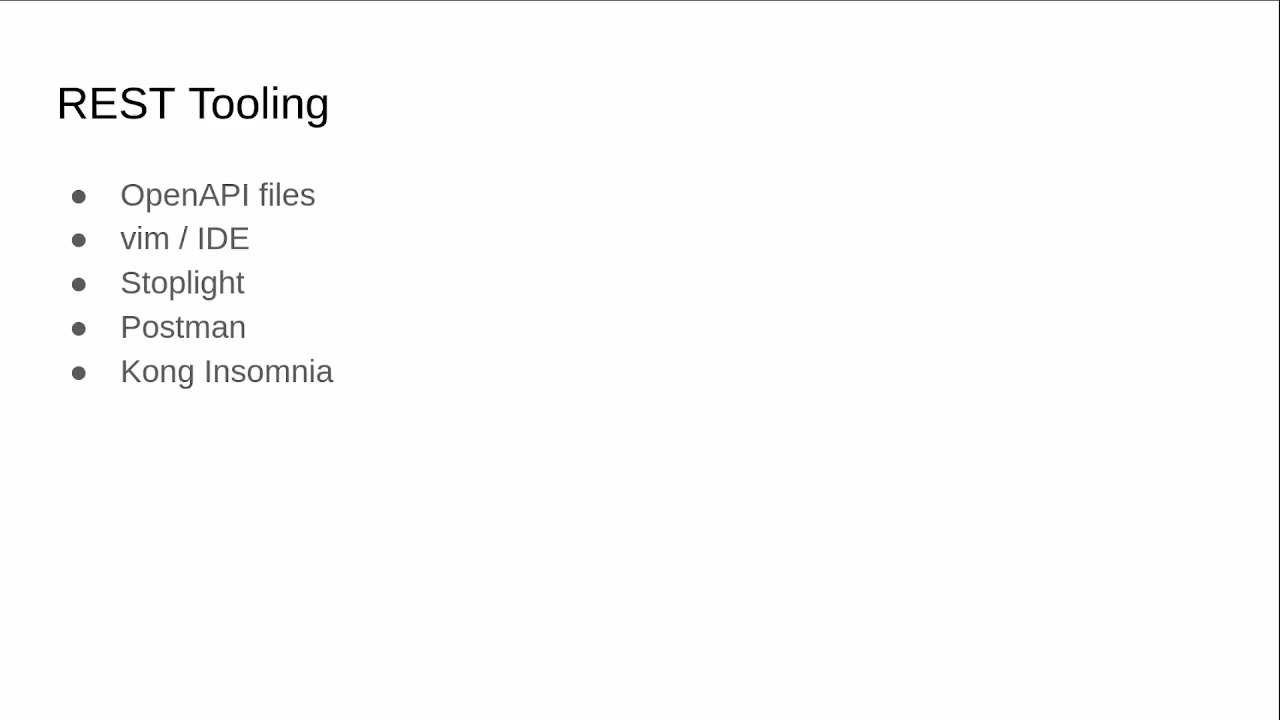 REST Tooling
● OpenAPI files
● vim / IDE
● Stoplight
● Postman
● Kong Insomnia